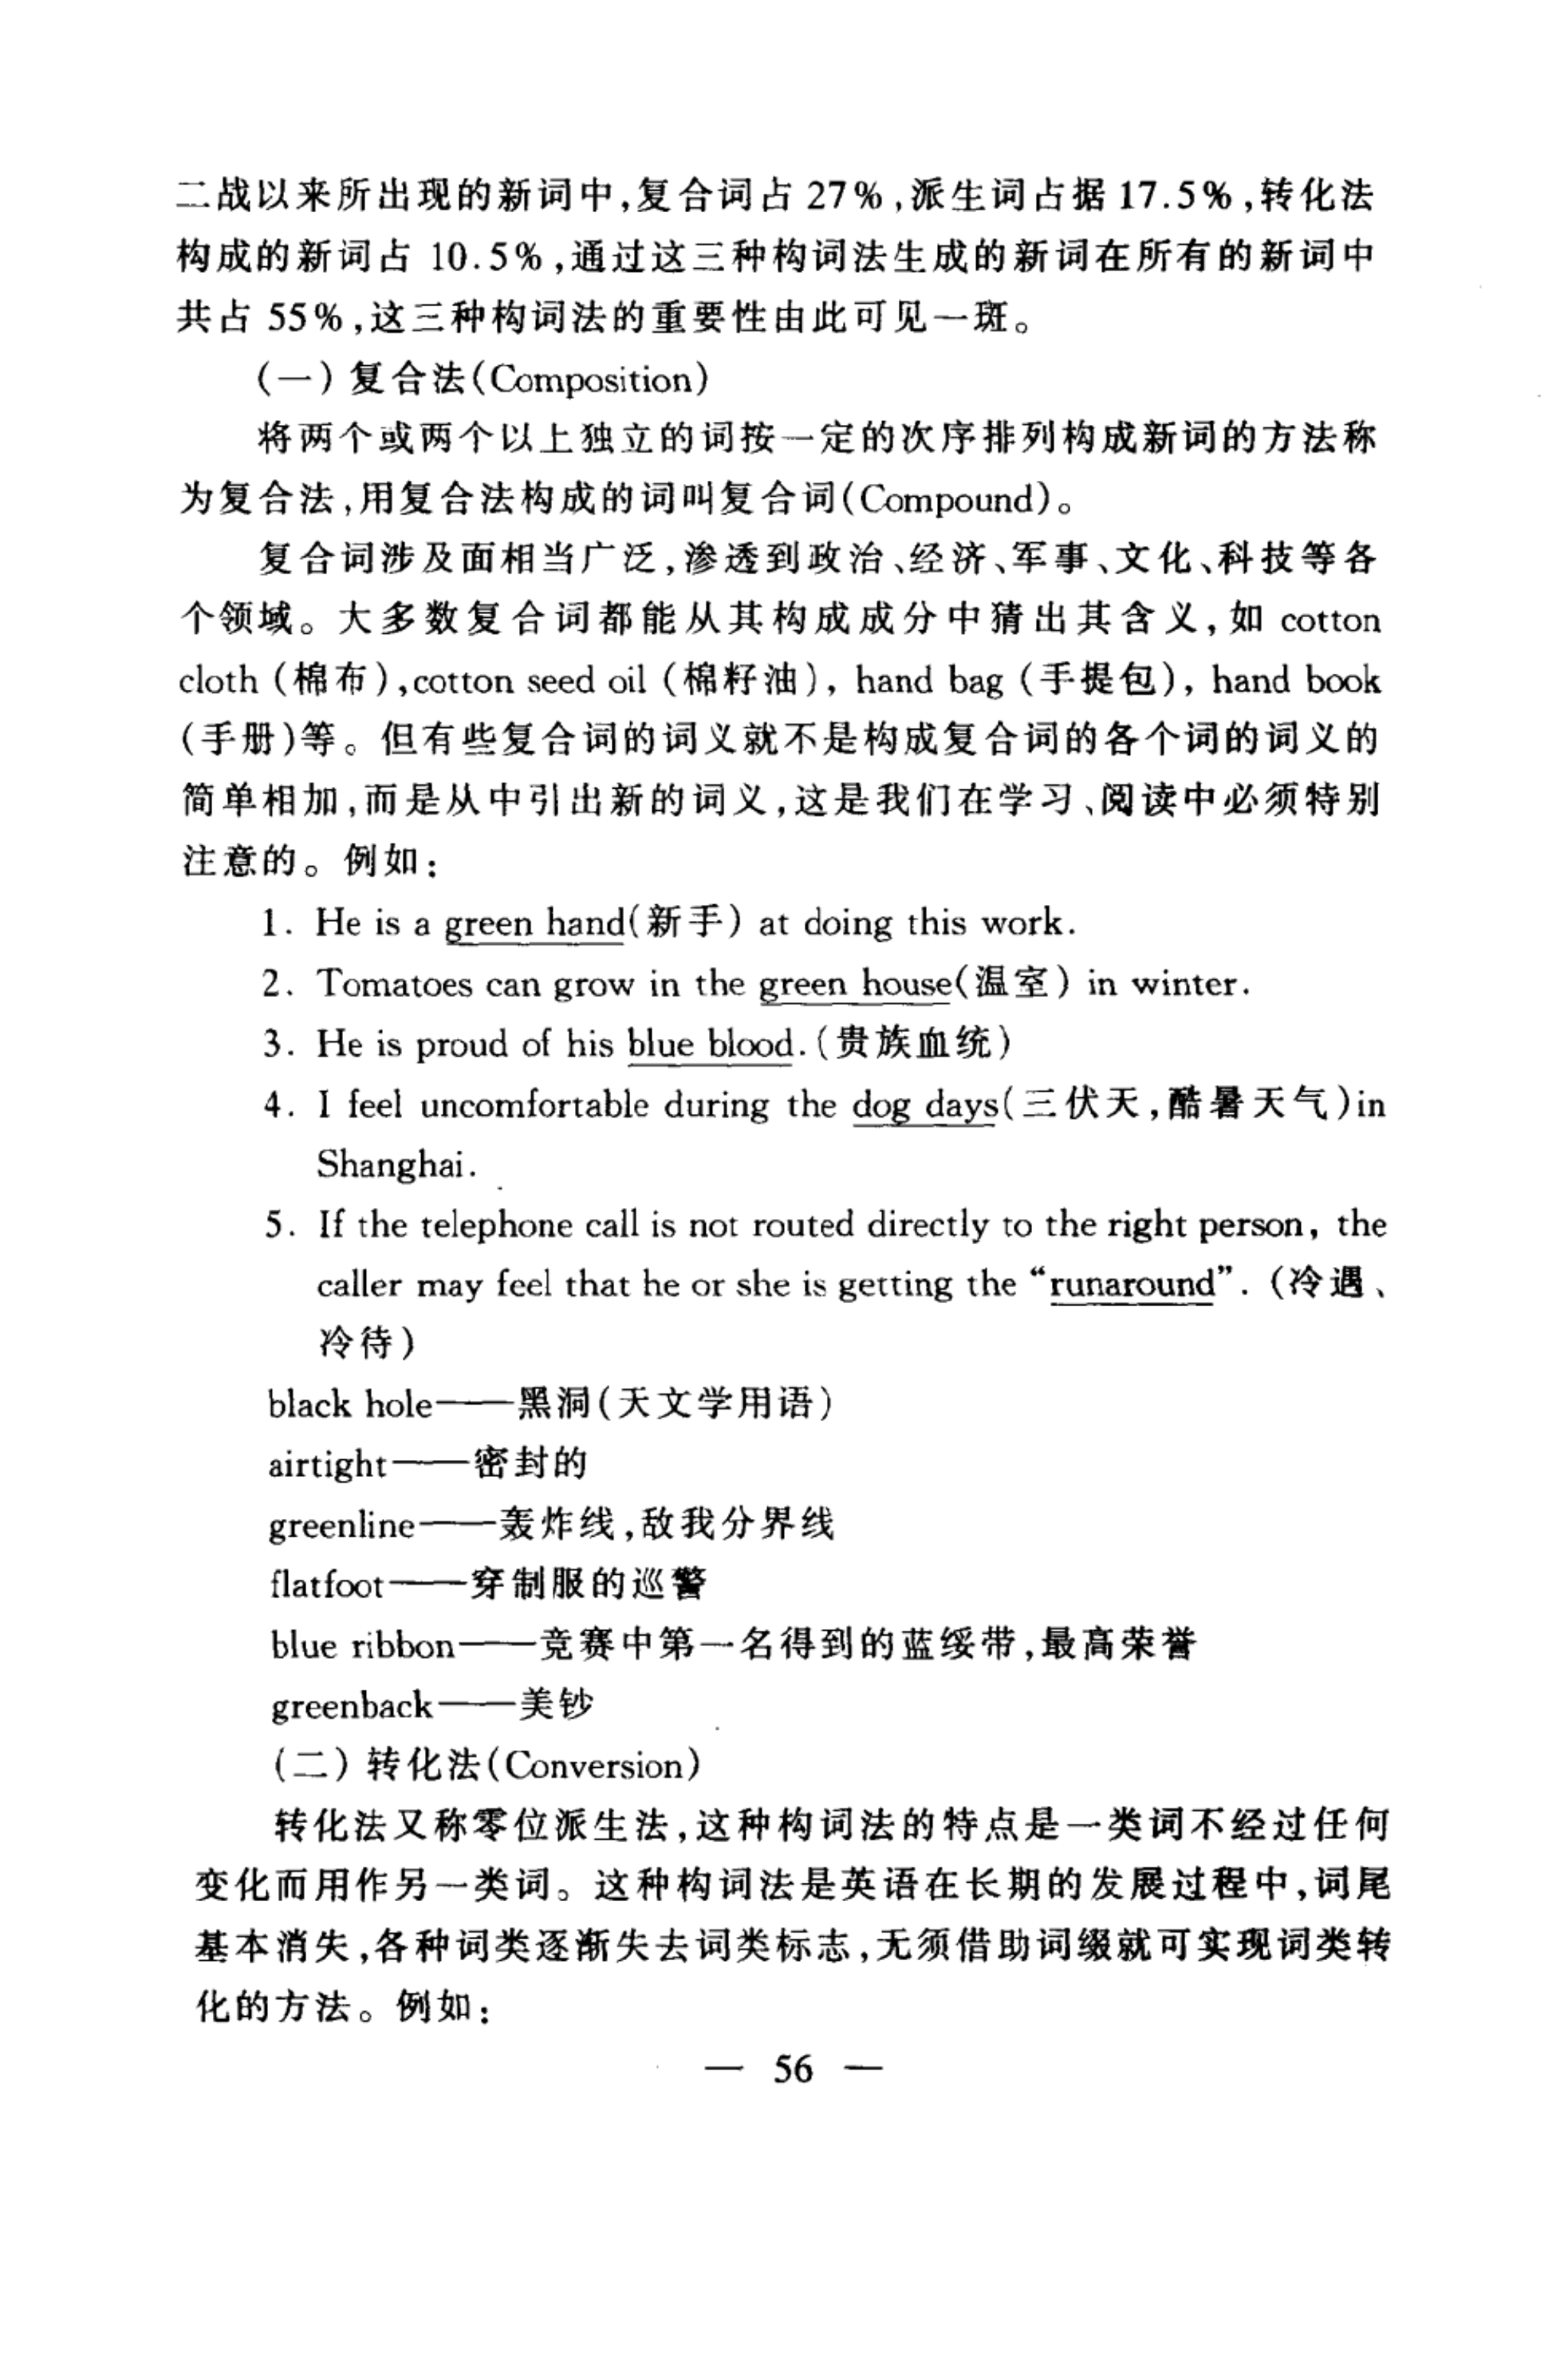 二战以来所出现的新词中,复合词占 27%,派生词占据 17.5%,转化法
构成的新词占 10.5%,通过这三种构词法生成的新词在所有的新词中
共占 55%,这三种构词法的重要性由此可见一斑。
(一) 复合法(Composition)
将两个或两个以上独立的词按一定的次序排列构成新词的方法称
为复合法,用复合法构成的词叫复合词(Compound)。
复合词涉及面相当广泛,渗透到政治、经济、军事、文化、科技等各
个领域。大多数复合词都能从其构成成分中猜出其含义,如 cotton
cloth (棉布),cotton seed oil (棉籽油), hand bag (手提包), hand book
(手册)等。但有些复合词的词义就不是构成复合词的各个词的词义的
简单相加,而是从中引出新的词义,这是我们在学习、阅读中必须特别
注意的。例如:
1. He is a green hand(新手) at doing this work.
2. Tomatoes can grow in the green house(温室) in winter.
3. He is proud of his blue blood.(贵族血统)
4. I feel uncomfortable during the dog days(三伏天,酷暑天气)in
Shanghai.
5. If the telephone call is not routed directly to the right person, the
caller may feel that he or she is getting the “runaround”. (冷遇、
冷待)
black hole——黑洞(天文学用语)
airtight——密封的
greenline——轰炸线,敌我分界线
flatfoot——穿制服的巡警
blue ribbon——竞赛中第一名得到的蓝绶带,最高荣誉
greenback——美钞
(二) 转化法(Conversion)
转化法又称零位派生法,这种构词法的特点是一类词不经过任何
变化而用作另一类词。这种构词法是英语在长期的发展过程中,词尾
基本消失,各种词类逐渐失去词类标志,无须借助词缀就可实现词类转
化的方法。例如:
— 56 —